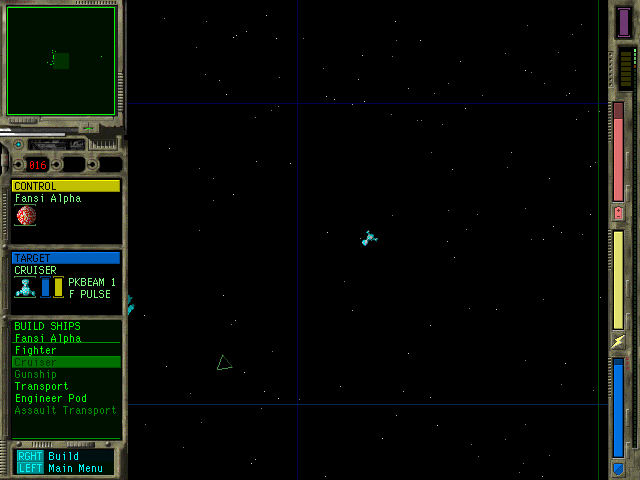 016
CONTROL
Fansi Alpha
TARGET
CRUISER
PKBEAM 1
F PULSE
BUILD SHIPS
Fansi Alpha
Fighter
Cruiser
Gunship
Transport
Engineer Pod
Assault Transport
RGHT Build
LEFT Main Menu